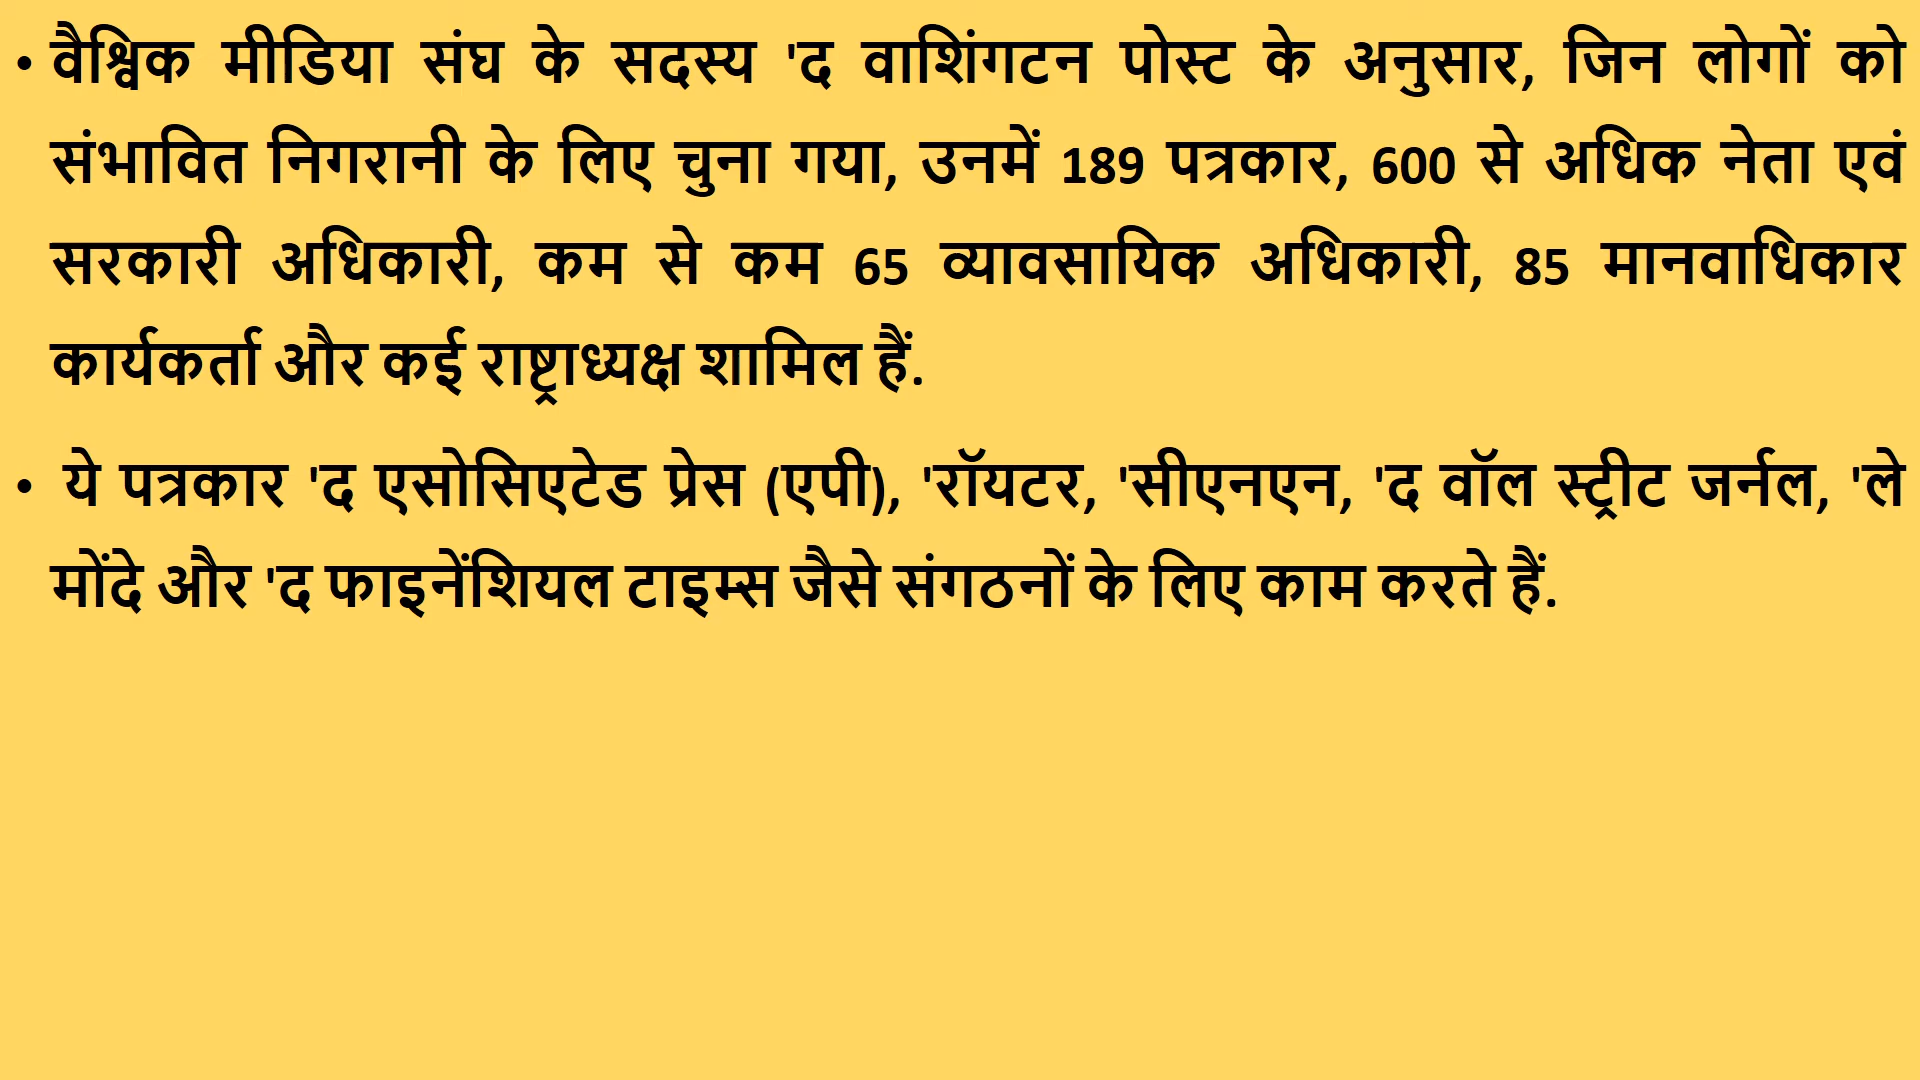 • वैश्विक मीडिया संघ के सदस्य 'द वाशिंगटन पोस्ट के अनुसार, जिन लोगों को
संभावित निगरानी के लिए चुना गया, उनमें 189 पत्रकार, 600 से अधिक नेता एवं
सरकारी अधिकारी, कम से कम 65 व्यावसायिक अधिकारी, 85 मानवाधिकार
कार्यकर्ता और कई राष्ट्राध्यक्ष शामिल हैं.
• ये पत्रकार 'द एसोसिएटेड प्रेस (एपी), 'रॉयटर, 'सीएनएन, 'द वॉल स्ट्रीट जर्नल, 'ले
मोंदे और 'द फाइनेंशियल टाइम्स जैसे संगठनों के लिए काम करते हैं.